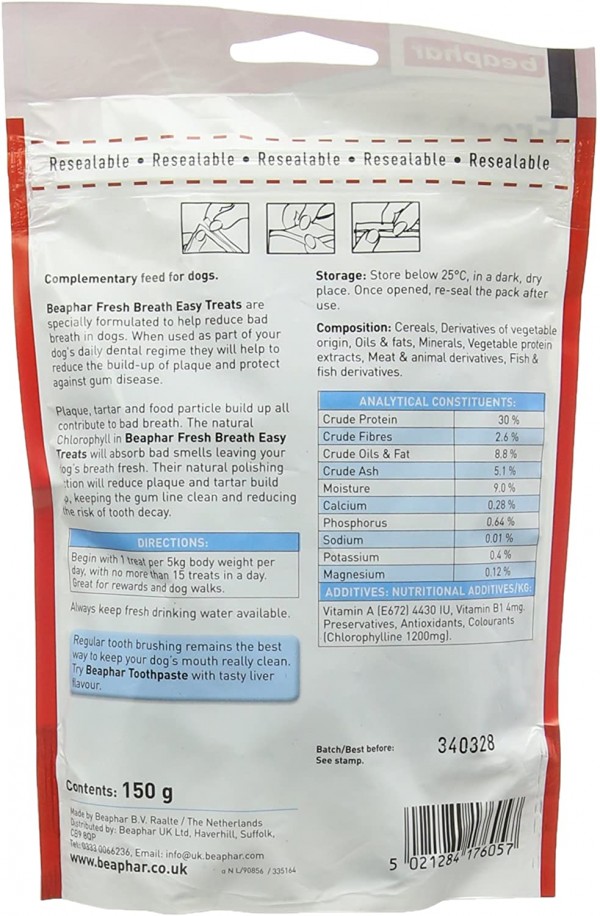 beaphar
Resealable • Resealable • Resealable • Resealable • Resealable
Complementary feed for dogs.
Beaphar Fresh Breath Easy Treats are
specially formulated to help reduce bad
breath in dogs. When used as part of your
dog's daily dental regime they will help to
reduce the build-up of plaque and protect
against gum disease.
Plaque, tartar and food particle build up all
contribute to bad breath. The natural
Chlorophyll in Beaphar Fresh Breath Easy
Treats will absorb bad smells leaving your
dog's breath fresh. Their natural polishing
will reduce plaque and tartar build
keeping the gum line clean and reducing
the risk of tooth decay.
DIRECTIONS:
Begin with 1 treat per 5kg body weight per
day, with no more than 15 treats in a day.
Great for rewards and dog walks.
Always keep fresh drinking water available.
Regular tooth brushing remains the best
way to keep your dog's mouth really clean.
Try Beaphar Toothpaste with tasty liver
flavour.
Contents: 150 g
Made by Beaphar B.V. Raalte / The Netherlands
Distributed by: Beaphar UK Ltd, Haverhill, Suffolk,
CB9 8QP
Tel: 0333 0066236, Email: info@uk.beaphar.com
www.beaphar.co.uk
α N L/90856 / 335164
Storage: Store below 25°C, in a dark, dry
place. Once opened, re-seal the pack after
use.
Composition: Cereals, Derivatives of vegetable
origin, Oils & fats, Minerals, Vegetable protein
extracts, Meat & animal derivatives, Fish &
fish derivatives.
ANALYTICAL CONSTITUENTS:
Crude Protein 30 %
Crude Fibres 2.6 %
Crude Oils & Fat 8.8 %
Crude Ash 5.1 %
Moisture 9.0 %
Calcium 0.28 %
Phosphorus 0.64 %
Sodium 0.01 %
Potassium 0.4 %
Magnesium 0.12 %
ADDITIVES: NUTRITIONAL ADDITIVES/KG:
Vitamin A (E672) 4430 IU, Vitamin B1 4mg.
Preservatives, Antioxidants, Colourants
(Chlorophylline 1200mg).
Batch/Best before:
See stamp.
340328
5 021284 176057